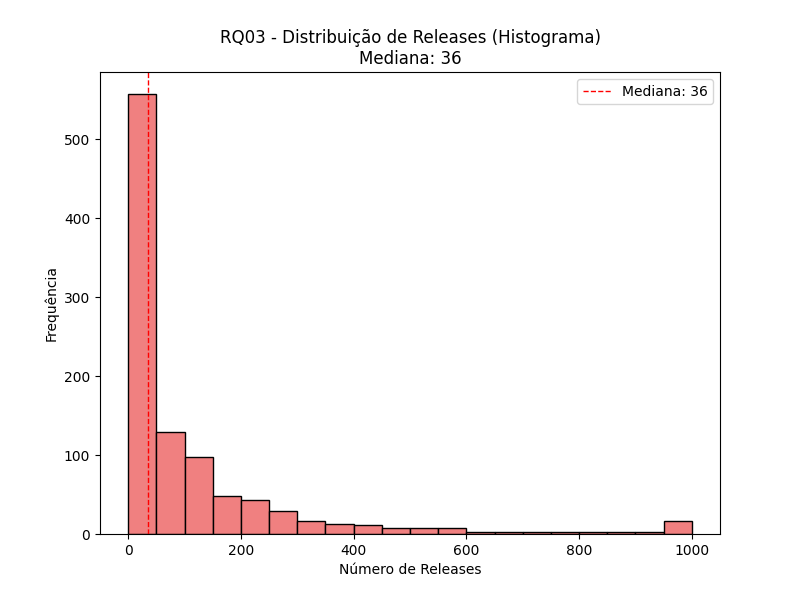 RQ03 - Distribuição de Releases (Histograma)
Mediana: 36
Mediana: 36
Frequência
500
400
300
200
100
0
0 200 400 600 800 1000
Número de Releases